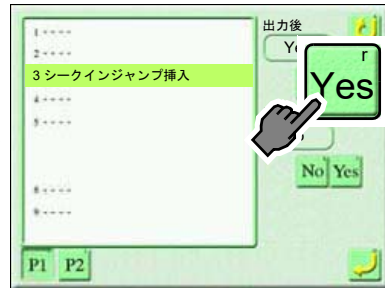 1 ----
2 ----
3 シークインジャンプ挿入
4 ----
5 ----
8 ----
9 ----
出力後
r
Yes
No Yes
P1 P2